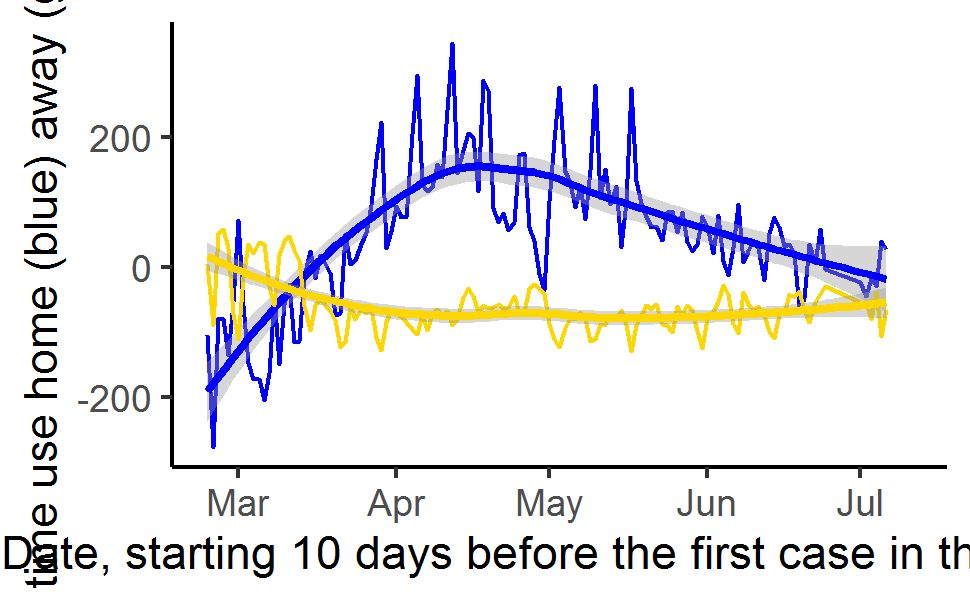 time use home (blue) away (
200
0
-200
Mar Apr May Jun Jul
Date, starting 10 days before the first case in th